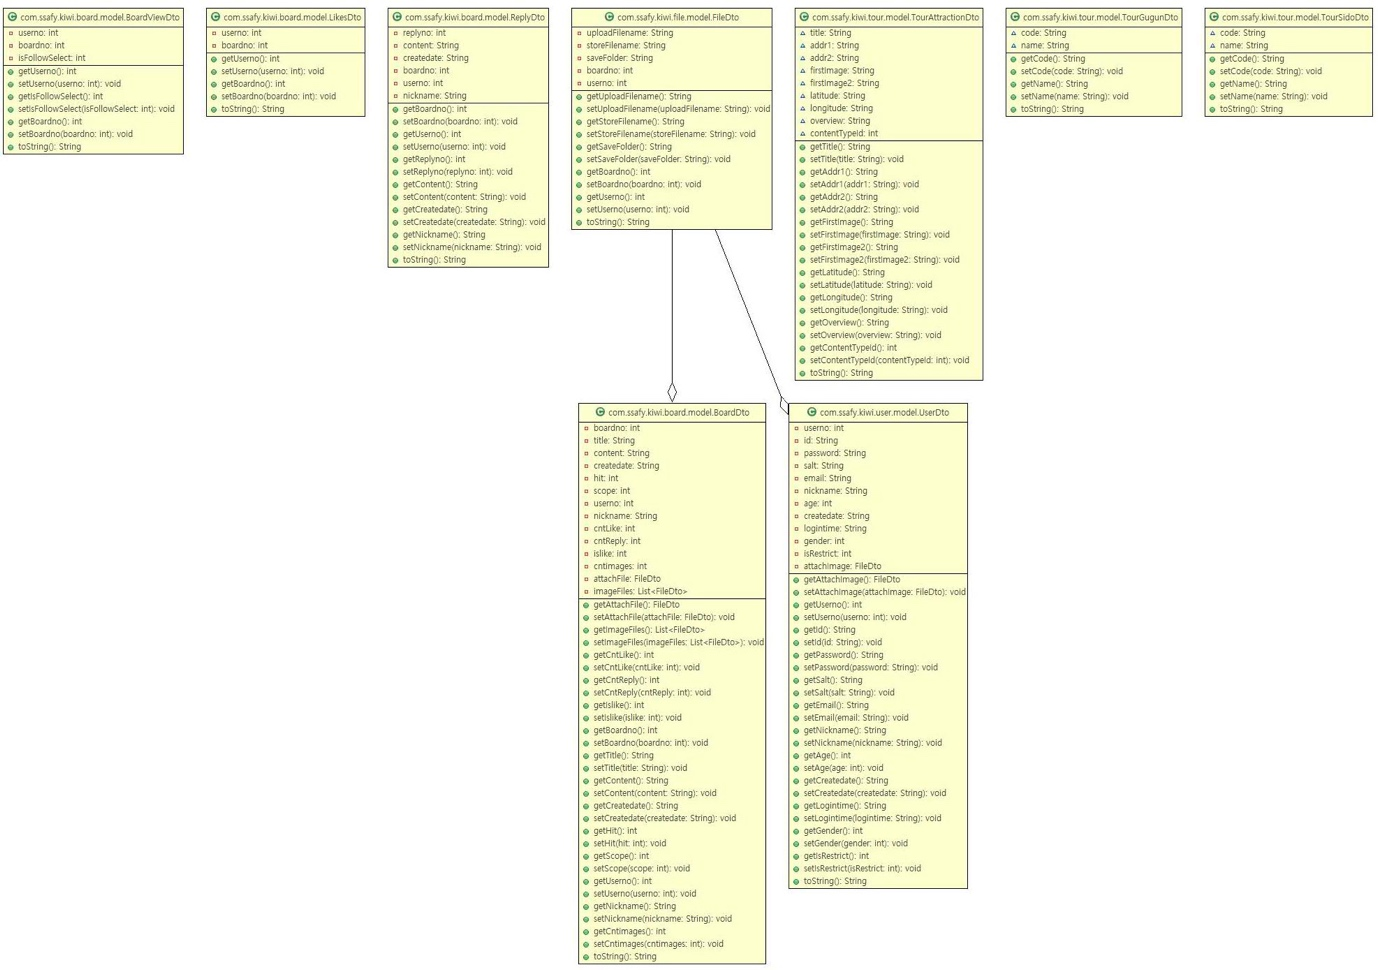 com.ssafy.kiwi.board.model.BoardViewDto
userno: int
boardno: int
isFollowSelect: int
getUserno(): int
setUserno(userno: int): void
getIsFollowSelect(): int
setIsFollowSelect(isFollowSelect: int): void
getBoardno(): int
setBoardno(boardno: int): void
toString(): String
com.ssafy.kiwi.board.model.LikesDto
userno: int
boardno: int
getUserno(): int
setUserno(userno: int): void
getBoardno(): int
setBoardno(boardno: int): void
toString(): String
com.ssafy.kiwi.board.model.ReplyDto
replyno: int
content: String
createdate: String
boardno: int
userno: int
nickname: String
getBoardno(): int
setBoardno(boardno: int): void
getUserno(): int
setUserno(userno: int): void
getReplyno(): int
setReplyno(replyno: int): void
getContent(): String
setContent(content: String): void
getCreatedate(): String
setCreatedate(createdate: String): void
getNickname(): String
setNickname(nickname: String): void
toString(): String
com.ssafy.kiwi.file.model.FileDto
uploadFilename: String
storeFilename: String
saveFolder: String
boardno: int
userno: int
getUploadFilename(): String
setUploadFilename(uploadFilename: String): void
getStoreFilename(): String
setStoreFilename(storeFilename: String): void
getSaveFolder(): String
setSaveFolder(saveFolder: String): void
getBoardno(): int
setBoardno(boardno: int): void
getUserno(): int
setUserno(userno: int): void
toString(): String
com.ssafy.kiwi.tour.model.TourAttractionDto
title: String
addr1: String
addr2: String
firstImage: String
firstImage2: String
latitude: String
longitude: String
overview: String
contentTypeId: int
getTitle(): String
setTitle(title: String): void
getAddr1(): String
setAddr1(addr1: String): void
getAddr2(): String
setAddr2(addr2: String): void
getFirstImage(): String
setFirstImage(firstImage: String): void
getFirstImage2(): String
setFirstImage2(firstImage2: String): void
getLatitude(): String
setLatitude(latitude: String): void
getLongitude(): String
setLongitude(longitude: String): void
getOverview(): String
setOverview(overview: String): void
getContentTypeId(): int
setContentTypeId(contentTypeId: int): void
toString(): String
com.ssafy.kiwi.tour.model.TourGugunDto
code: String
name: String
getCode(): String
setCode(code: String): void
getName(): String
setName(name: String): void
toString(): String
com.ssafy.kiwi.tour.model.TourSidoDto
code: String
name: String
getCode(): String
setCode(code: String): void
getName(): String
setName(name: String): void
toString(): String
com.ssafy.kiwi.board.model.BoardDto
boardno: int
title: String
content: String
createdate: String
hit: int
scope: int
userno: int
nickname: String
cntLike: int
cntReply: int
islike: int
cntimages: int
attachFile: FileDto
imageFiles: List<FileDto>
getAttachFile(): FileDto
setAttachFile(attachFile: FileDto): void
getImageFiles(): List<FileDto>
setImageFiles(imageFiles: List<FileDto>): void
getCntLike(): int
setCntLike(cntLike: int): void
getCntReply(): int
setCntReply(cntReply: int): void
getIslike(): int
setIslike(islike: int): void
getBoardno(): int
setBoardno(boardno: int): void
getTitle(): String
setTitle(title: String): void
getContent(): String
setContent(content: String): void
getCreatedate(): String
setCreatedate(createdate: String): void
getHit(): int
setHit(hit: int): void
getScope(): int
setScope(scope: int): void
getUserno(): int
setUserno(userno: int): void
getNickname(): String
setNickname(nickname: String): void
getCntimages(): int
setCntimages(cntimages: int): void
toString(): String
com.ssafy.kiwi.user.model.UserDto
userno: int
id: String
password: String
salt: String
email: String
nickname: String
age: int
createdate: String
logintime: String
gender: int
isRestrict: int
attachImage: FileDto
getAttachImage(): FileDto
setAttachImage(attachImage: FileDto): void
getUserno(): int
setUserno(userno: int): void
getId(): String
setId(id: String): void
getPassword(): String
setPassword(password: String): void
getSalt(): String
setSalt(salt: String): void
getEmail(): String
setEmail(email: String): void
getNickname(): String
setNickname(nickname: String): void
getAge(): int
setAge(age: int): void
getCreatedate(): String
setCreatedate(createdate: String): void
getLogintime(): String
setLogintime(logintime: String): void
getGender(): int
setGender(gender: int): void
getIsRestrict(): int
setIsRestrict(isRestrict: int): void
toString(): String